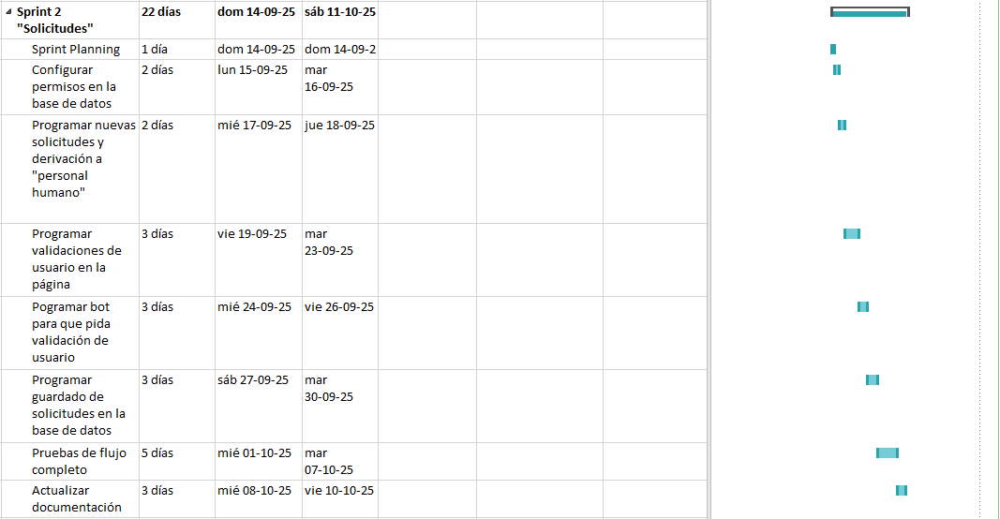 Sprint 2 22 días dom 14-09-25 sáb 11-10-25
"Solicitudes"
Sprint Planning 1 día dom 14-09-25 dom 14-09-2
Configurar 2 días lun 15-09-25 mar
permisos en la 16-09-25
base de datos
Programar nuevas 2 días mié 17-09-25 jue 18-09-25
solicitudes y
derivación a
"personal
humano"
Programar 3 días vie 19-09-25 mar
validaciones de 23-09-25
usuario en la
página
Pogramar bot 3 días mié 24-09-25 vie 26-09-25
para que pida
validación de
usuario
Programar 3 días sáb 27-09-25 mar
guardado de 30-09-25
solicitudes en la
base de datos
Pruebas de flujo 5 días mié 01-10-25 mar
completo 07-10-25
Actualizar 3 días mié 08-10-25 vie 10-10-25
documentación